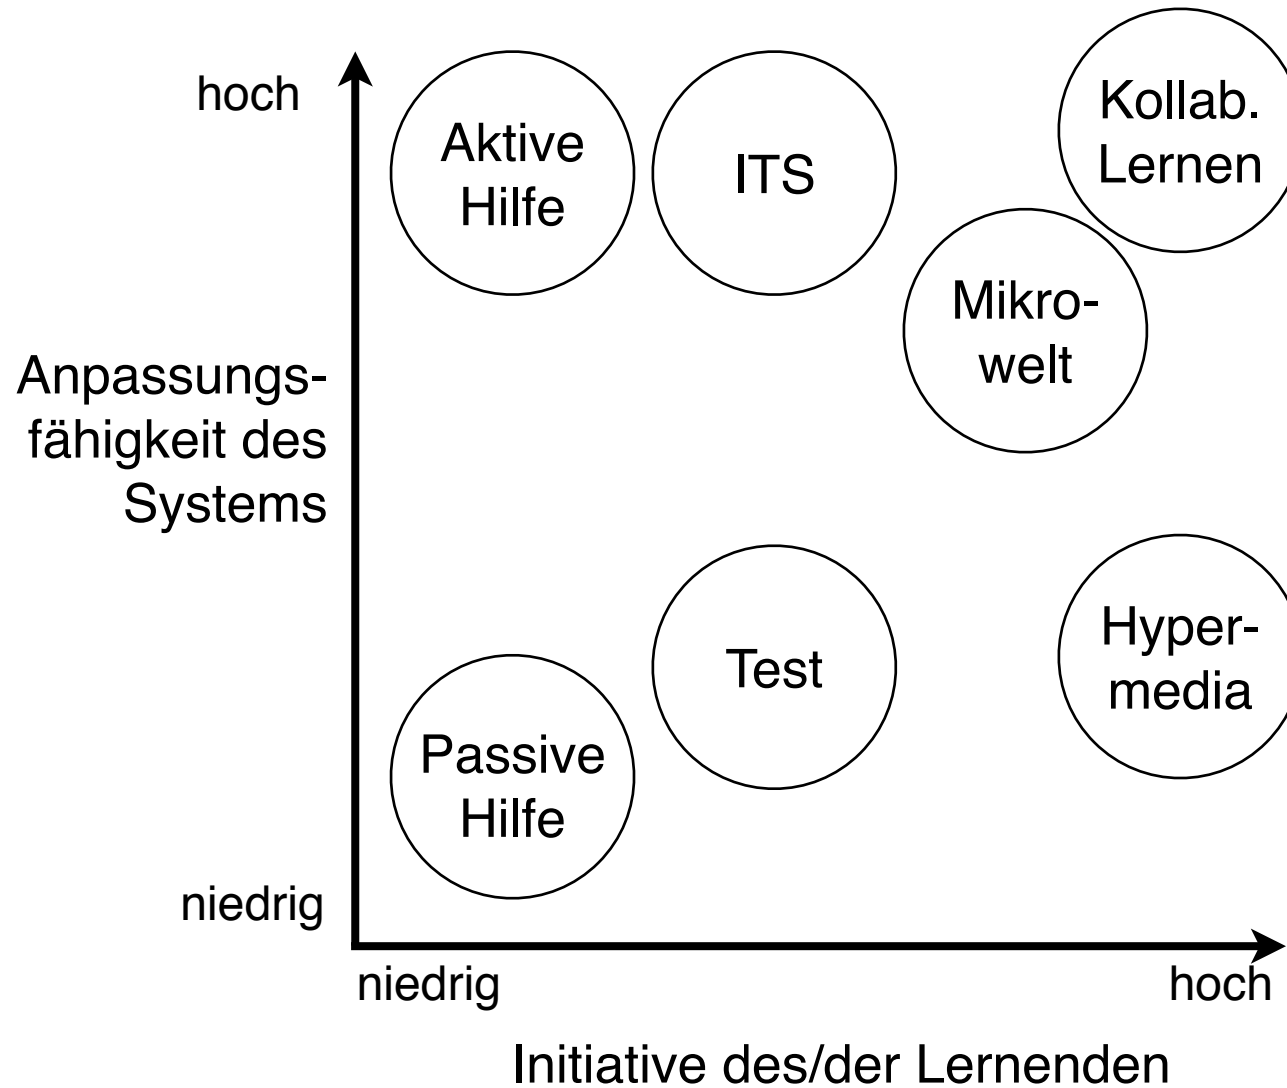 hoch
Aktive
Hilfe
ITS
Kollab.
Lernen
Mikro-
welt
Anpassungs-
fähigkeit des
Systems
Test
Hyper-
media
Passive
Hilfe
niedrig
niedrig
hoch
Initiative des/der Lernenden